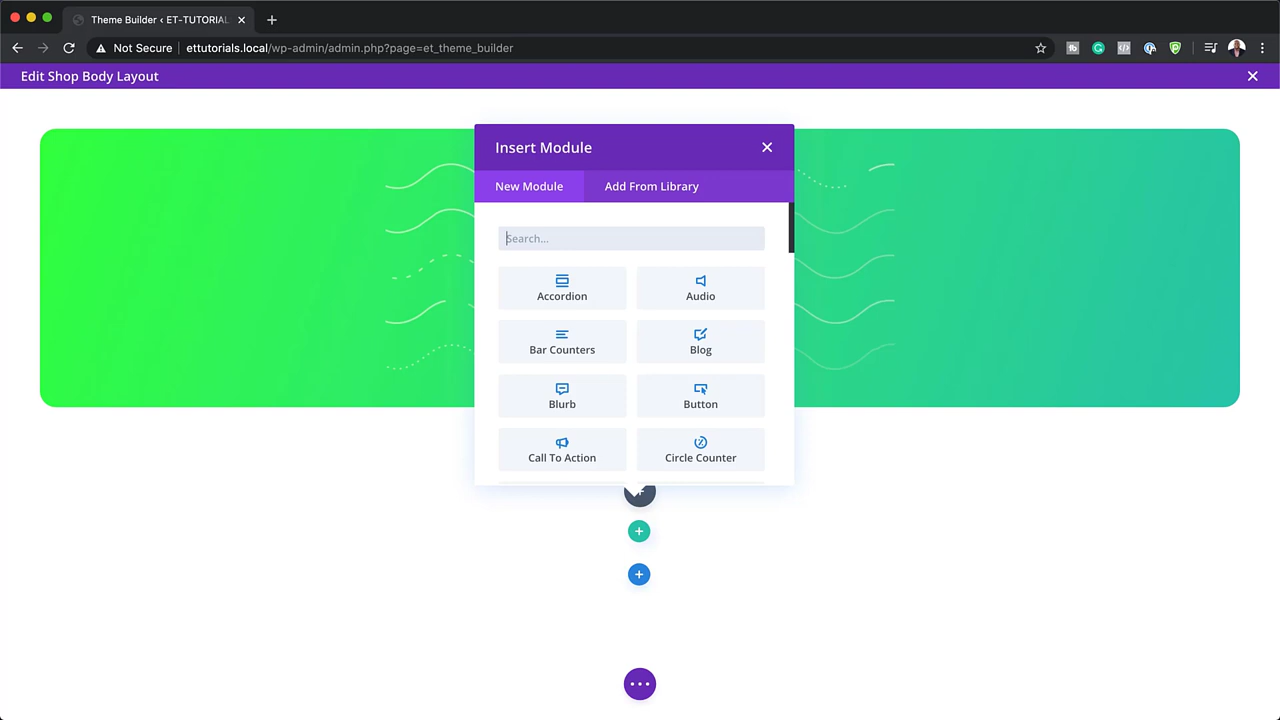 Theme Builder ‹ ET-TUTORIAL
Not Secure
ettutorials.local/wp-admin/admin.php?page=et_theme_builder
Edit Shop Body Layout
Insert Module
New Module
Add From Library
Search...
Accordion
Audio
Bar Counters
Blog
Blurb
Button
Call To Action
Circle Counter